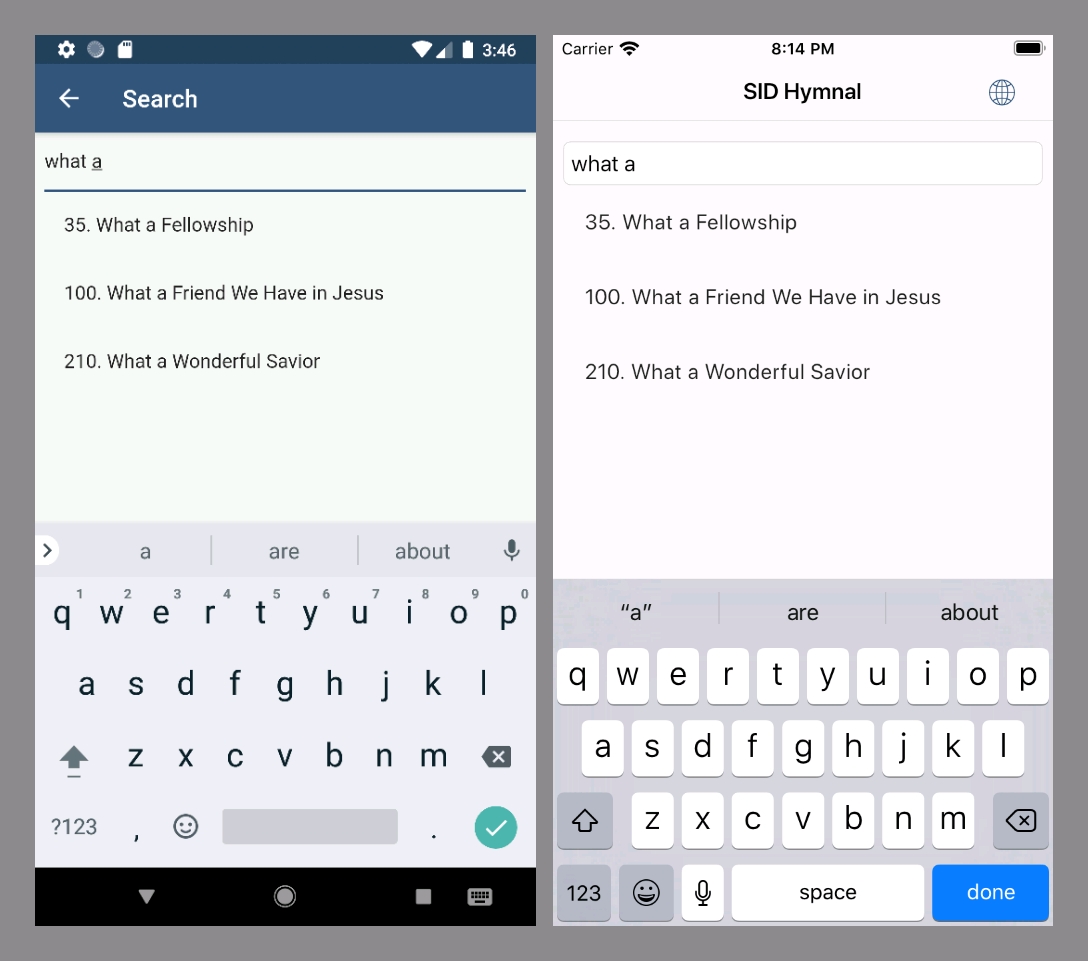 3:46
Search
what a
35. What a Fellowship
100. What a Friend We Have in Jesus
210. What a Wonderful Savior
a are about
1 2 3 4 5 6 7 8 9 0
q w e r t y u i o p
a s d f g h j k l
z x c v b n m
?123 , .
Carrier 8:14 PM
SID Hymnal
what a
35. What a Fellowship
100. What a Friend We Have in Jesus
210. What a Wonderful Savior
“a” are about
q w e r t y u i o p
a s d f g h j k l
z x c v b n m
123 space done